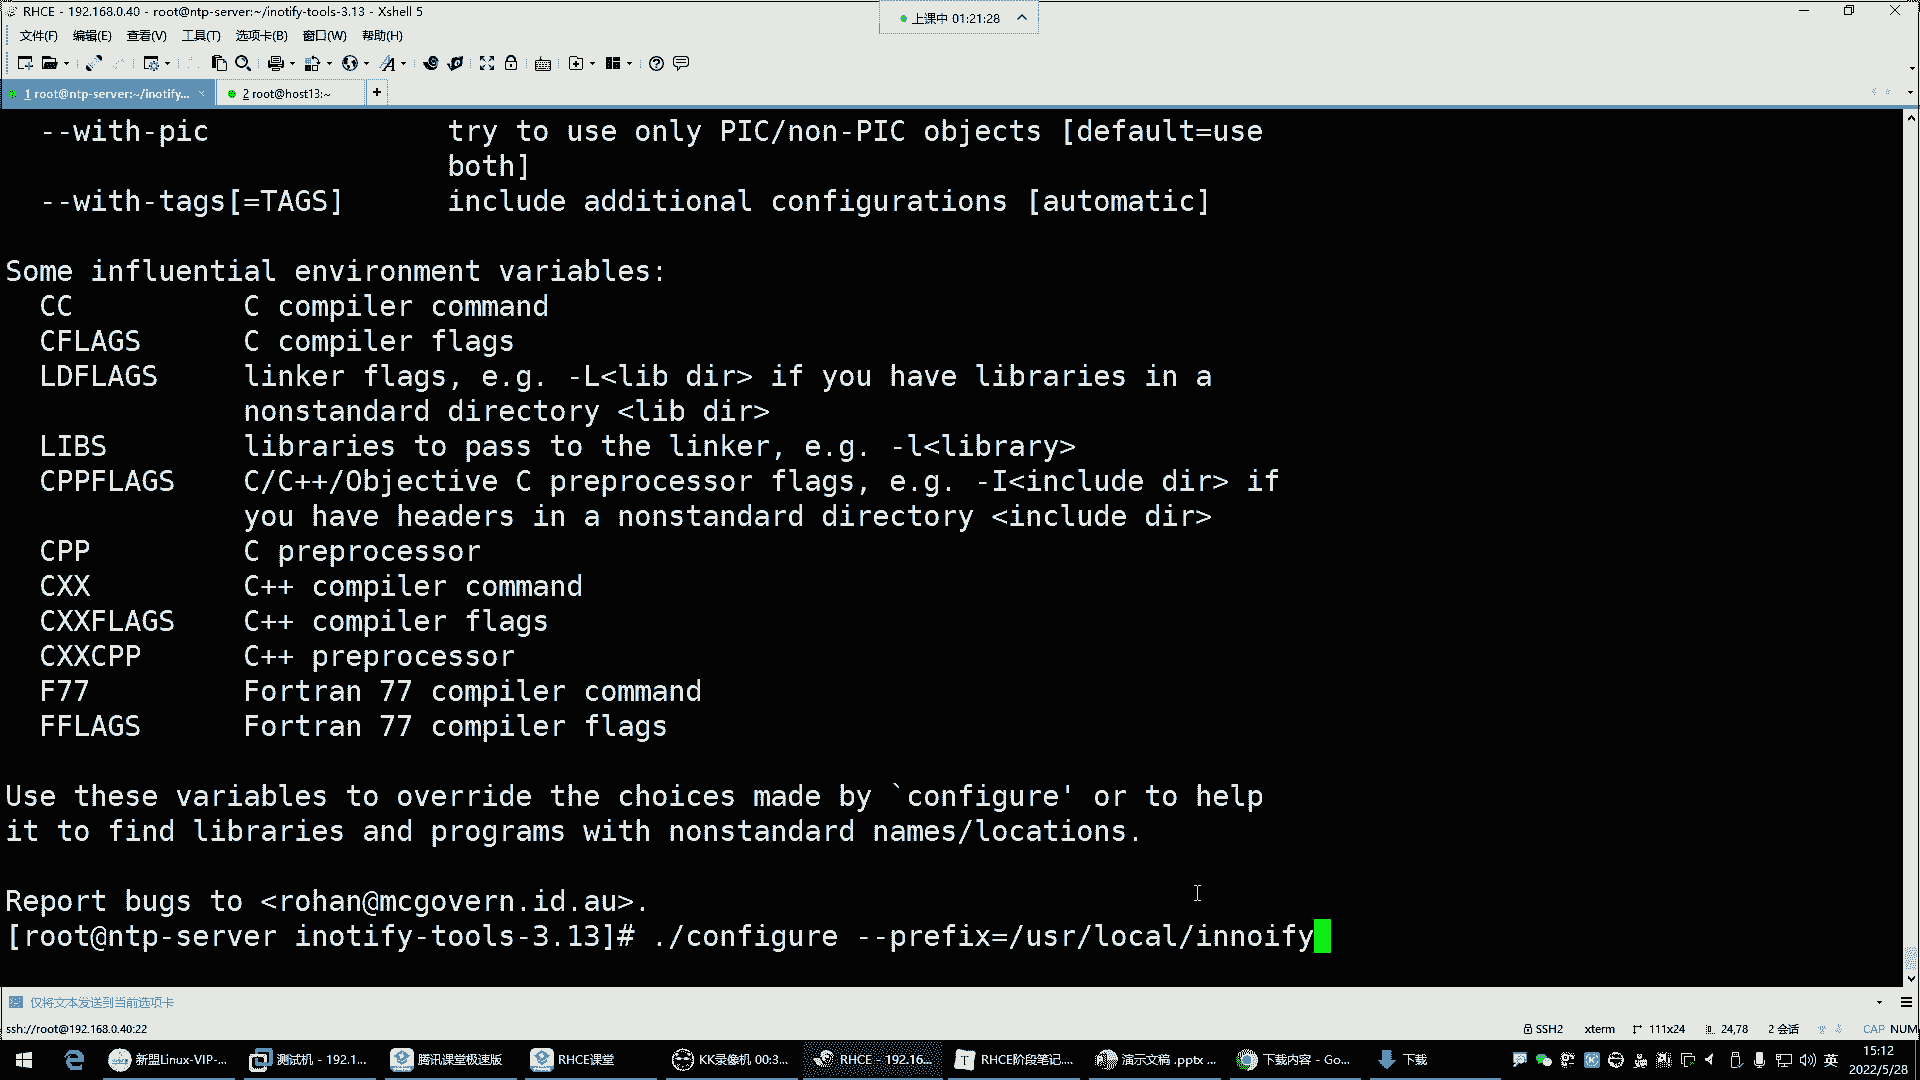 RHCE - 192.168.0.40 - root@ntp-server:~/inotify-tools-3.13 - Xshell 5
上课中 01:21:28
文件(F) 编辑(E) 查看(V) 工具(T) 选项卡(B) 窗口(W) 帮助(H)
1 root@ntp-server:~/inotify... 2 root@host13:~
--with-pic try to use only PIC/non-PIC objects [default=use
both]
--with-tags[=TAGS] include additional configurations [automatic]
Some influential environment variables:
CC C compiler command
CFLAGS C compiler flags
LDFLAGS linker flags, e.g. -L<lib dir> if you have libraries in a
nonstandard directory <lib dir>
LIBS libraries to pass to the linker, e.g. -l<library>
CPPFLAGS C/C++/Objective C preprocessor flags, e.g. -I<include dir> if
you have headers in a nonstandard directory <include dir>
CPP C preprocessor
CXX C++ compiler command
CXXFLAGS C++ compiler flags
CXXCPP C++ preprocessor
F77 Fortran 77 compiler command
FFLAGS Fortran 77 compiler flags
Use these variables to override the choices made by `configure' or to help
it to find libraries and programs with nonstandard names/locations.
Report bugs to <rohan@mcgovern.id.au>.
[root@ntp-server inotify-tools-3.13]# ./configure --prefix=/usr/local/innoify
仅将文本发送到当前选项卡
ssh://root@192.168.0.40:22 SSH2 xterm 111x24 24,78 2 会话 CAP NUM
新盟Linux-VIP-... 测试机 - 192.1... 腾讯课堂极速版 RHCE课堂 KK录像机 00:3... RHCE - 192.16... RHCE阶段笔记.... 演示文稿 .pptx ... 下载内容 - Go... 下载 英 15:12
2022/5/28